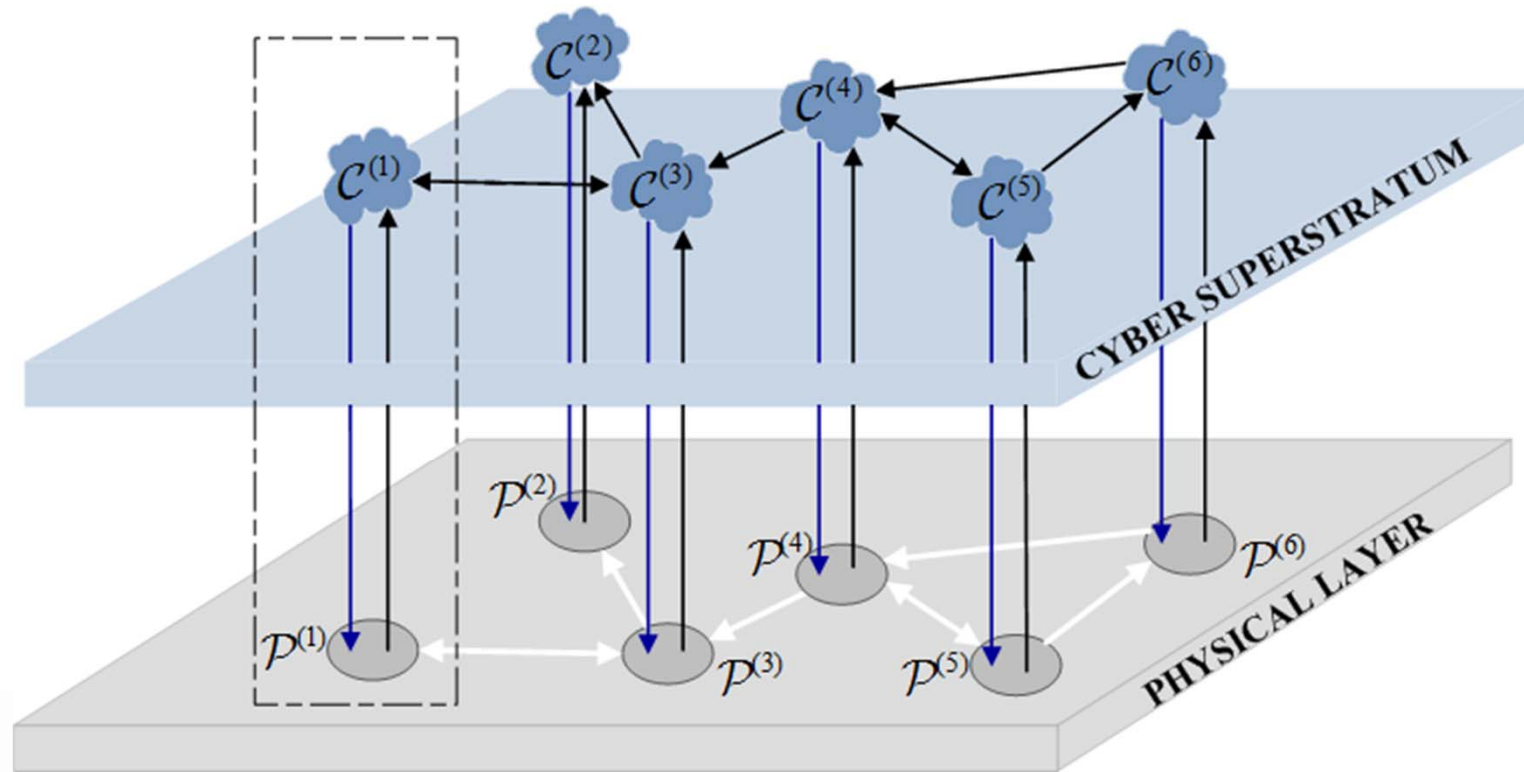 𝒞⁽²⁾
𝒞⁽⁶⁾
𝒞⁽⁴⁾
𝒞⁽¹⁾
𝒞⁽³⁾
𝒞⁽⁵⁾
CYBER SUPERSTRATUM
𝒫⁽²⁾
𝒫⁽⁴⁾
𝒫⁽⁶⁾
𝒫⁽¹⁾
𝒫⁽³⁾
𝒫⁽⁵⁾
PHYSICAL LAYER